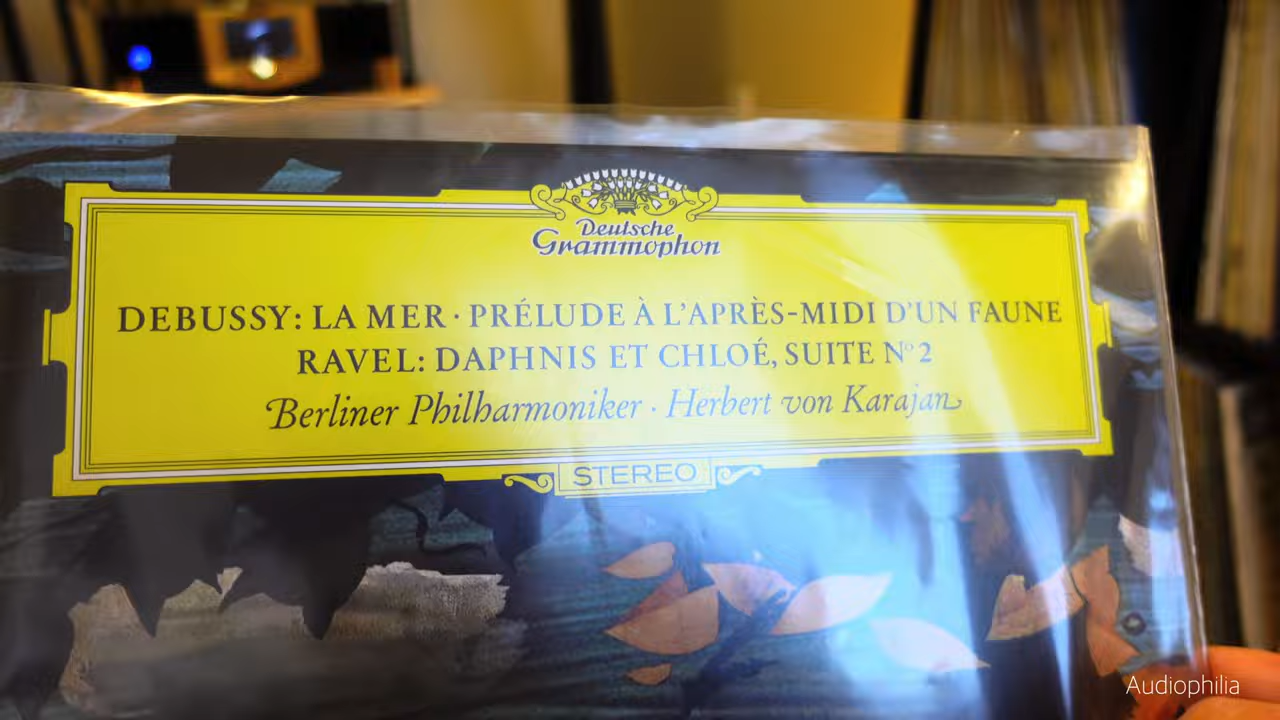 Deutsche
Grammophon
DEBUSSY: LA MER · PRÉLUDE À L'APRÈS-MIDI D'UN FAUNE
RAVEL: DAPHNIS ET CHLOÉ, SUITE Nº 2
Berliner Philharmoniker · Herbert von Karajan
STEREO
Audiophilia